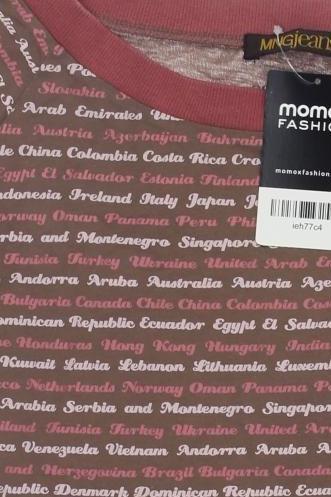 MNGjeans
Slovakia
Arab Emirates
momo
FASHION
momoxfashion
ieh77c4
Austria Azerbaijan Bahrain
China Colombia Costa Rica
Egypt El Salvador Estonia Finland
Indonesia Ireland Italy Japan
Norway Oman Panama Peru
Serbia and Montenegro Singapore
Tunisia Turkey Ukraine United Arab
Andorra Aruba Australia Austria
Bulgaria Canada Chile China Colombia Costa
Dominican Republic Ecuador Egypt El Salvador
Honduras Hong Kong Hungary India
Kuwait Latvia Lebanon Lithuania
Netherlands Norway Oman Panama
Arabia Serbia and Montenegro Singapore
Tunisia Turkey Ukraine United Arab
Venezuela Vietnam Andorra Aruba
and Herzegovina Brazil Bulgaria Canada
Republic Denmark Dominican Republic